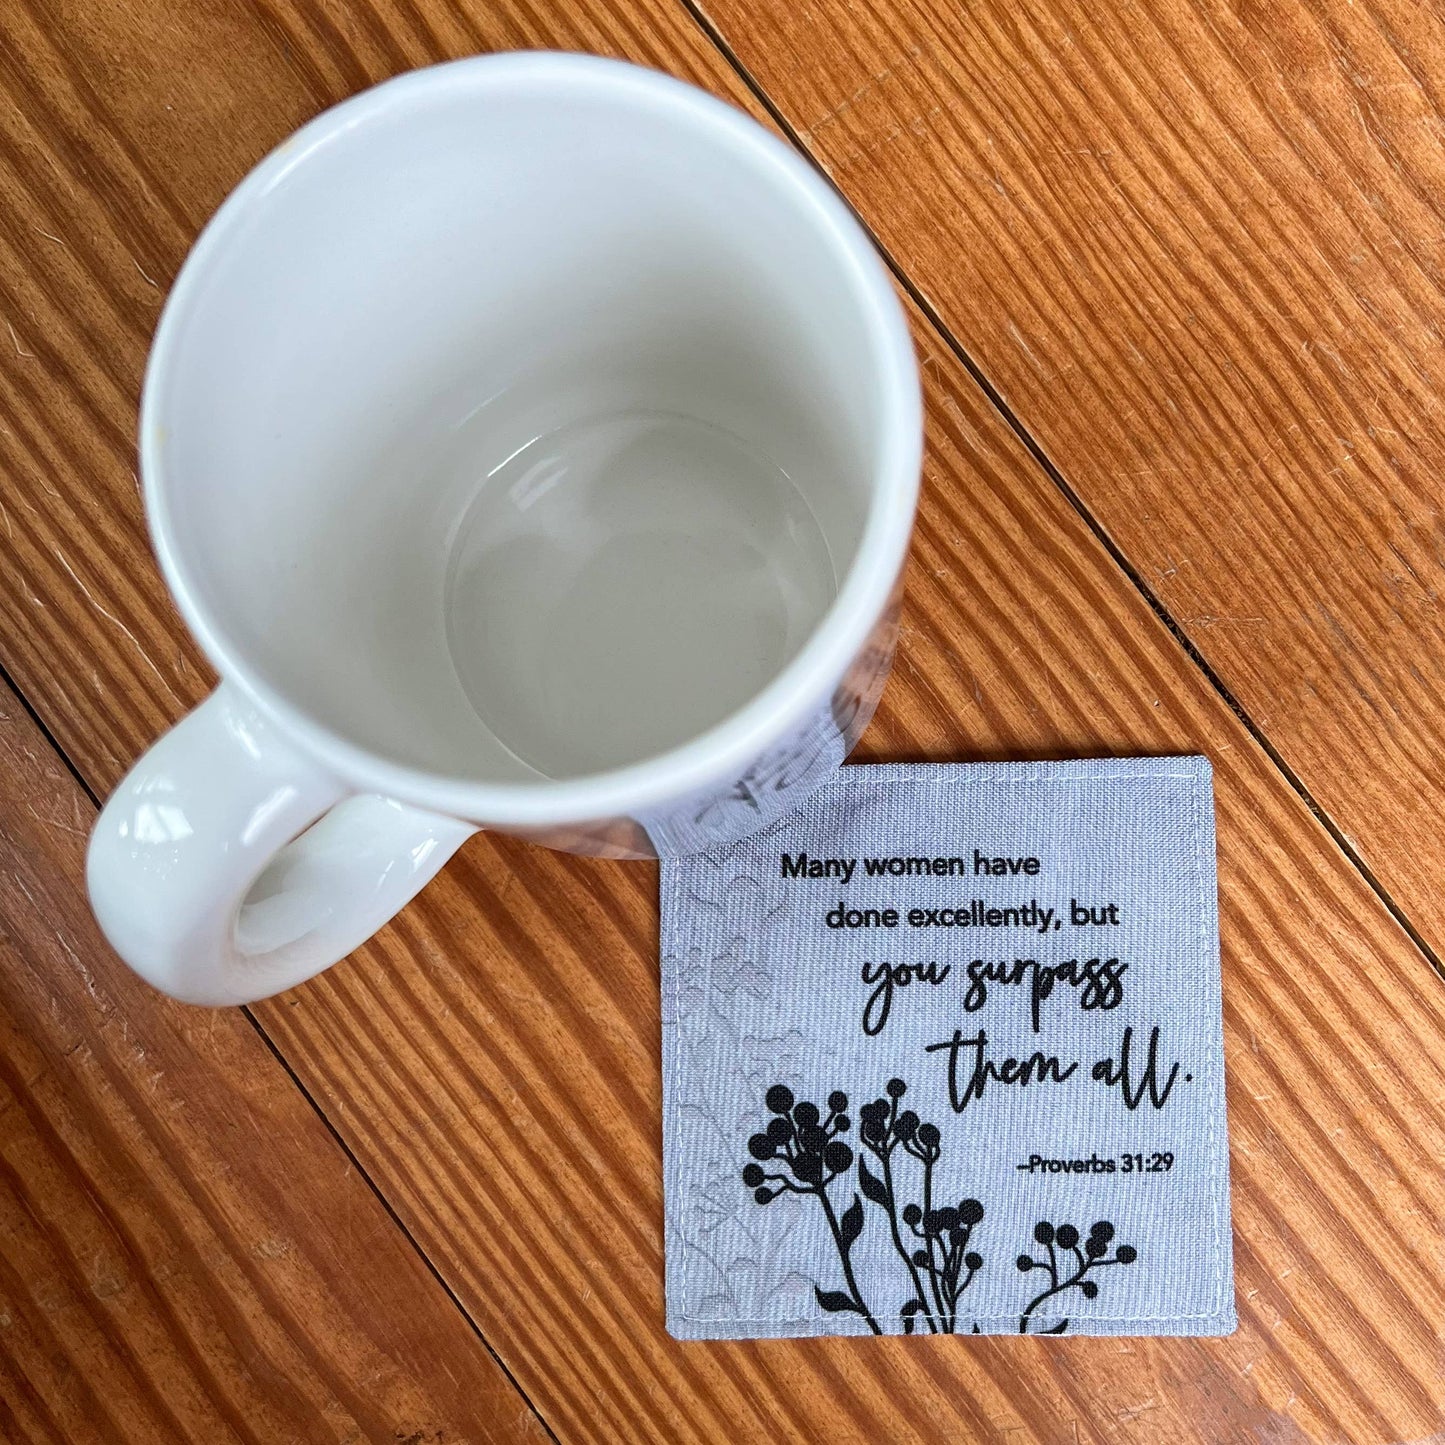 Many women have
done excellently, but
you surpass
them all.
–Proverbs 31:29